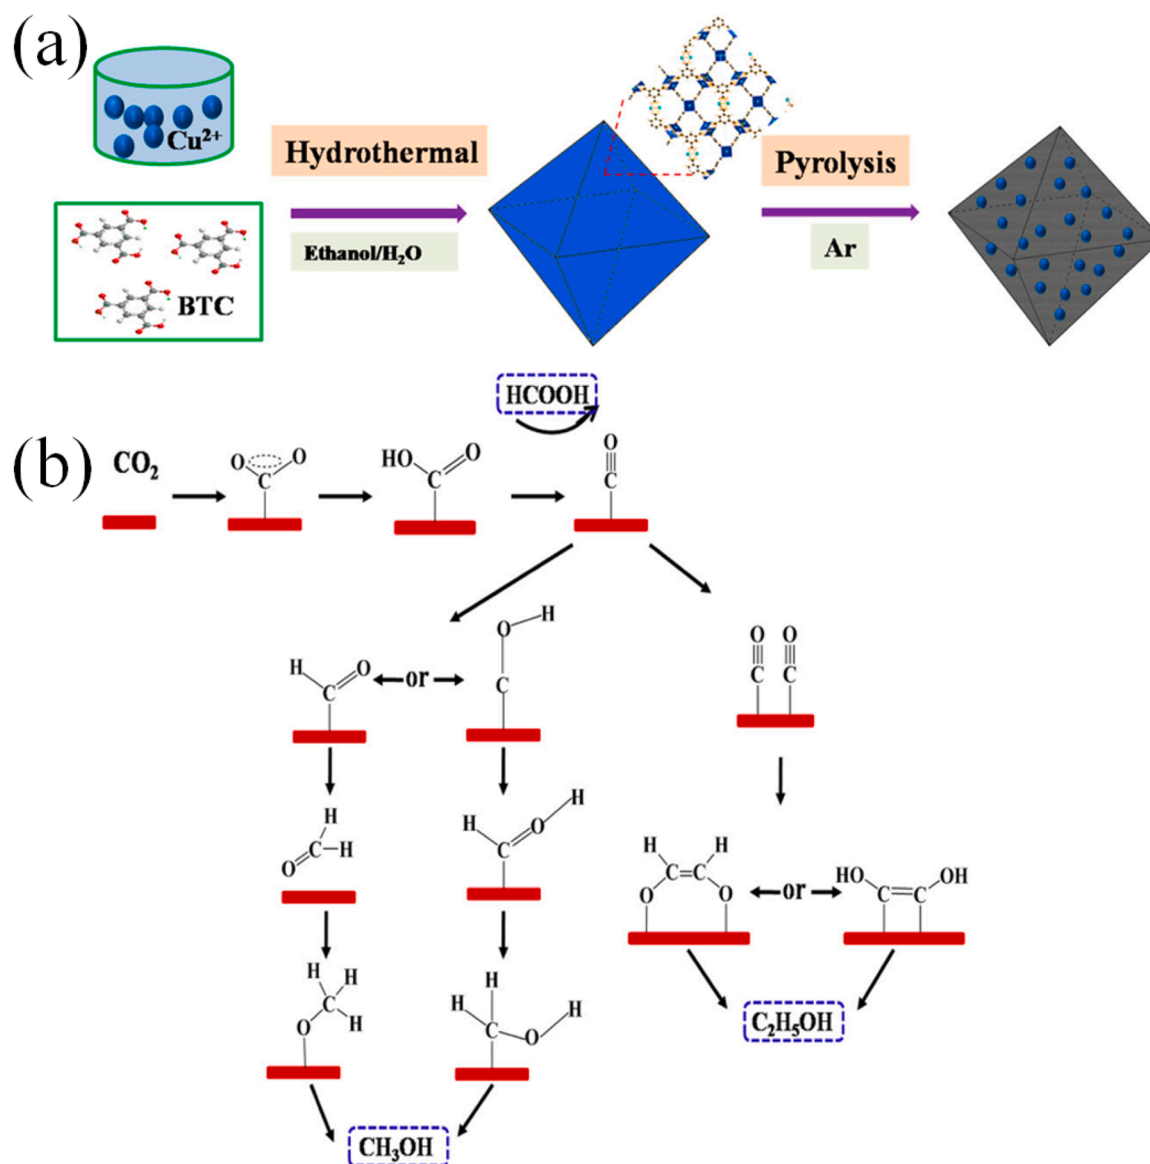 (a)
Cu²⁺
BTC
Hydrothermal
Ethanol/H₂O
Pyrolysis
Ar
(b)
HCOOH
CO₂
O O
C
HO O
C
O
C
H O
C
or
O H
C
O O
C C
H
C H
O
H O H
C
H H
C C
O O
or
HO OH
C C
H H
C
O H
H
H
C O
H
C₂H₅OH
CH₃OH